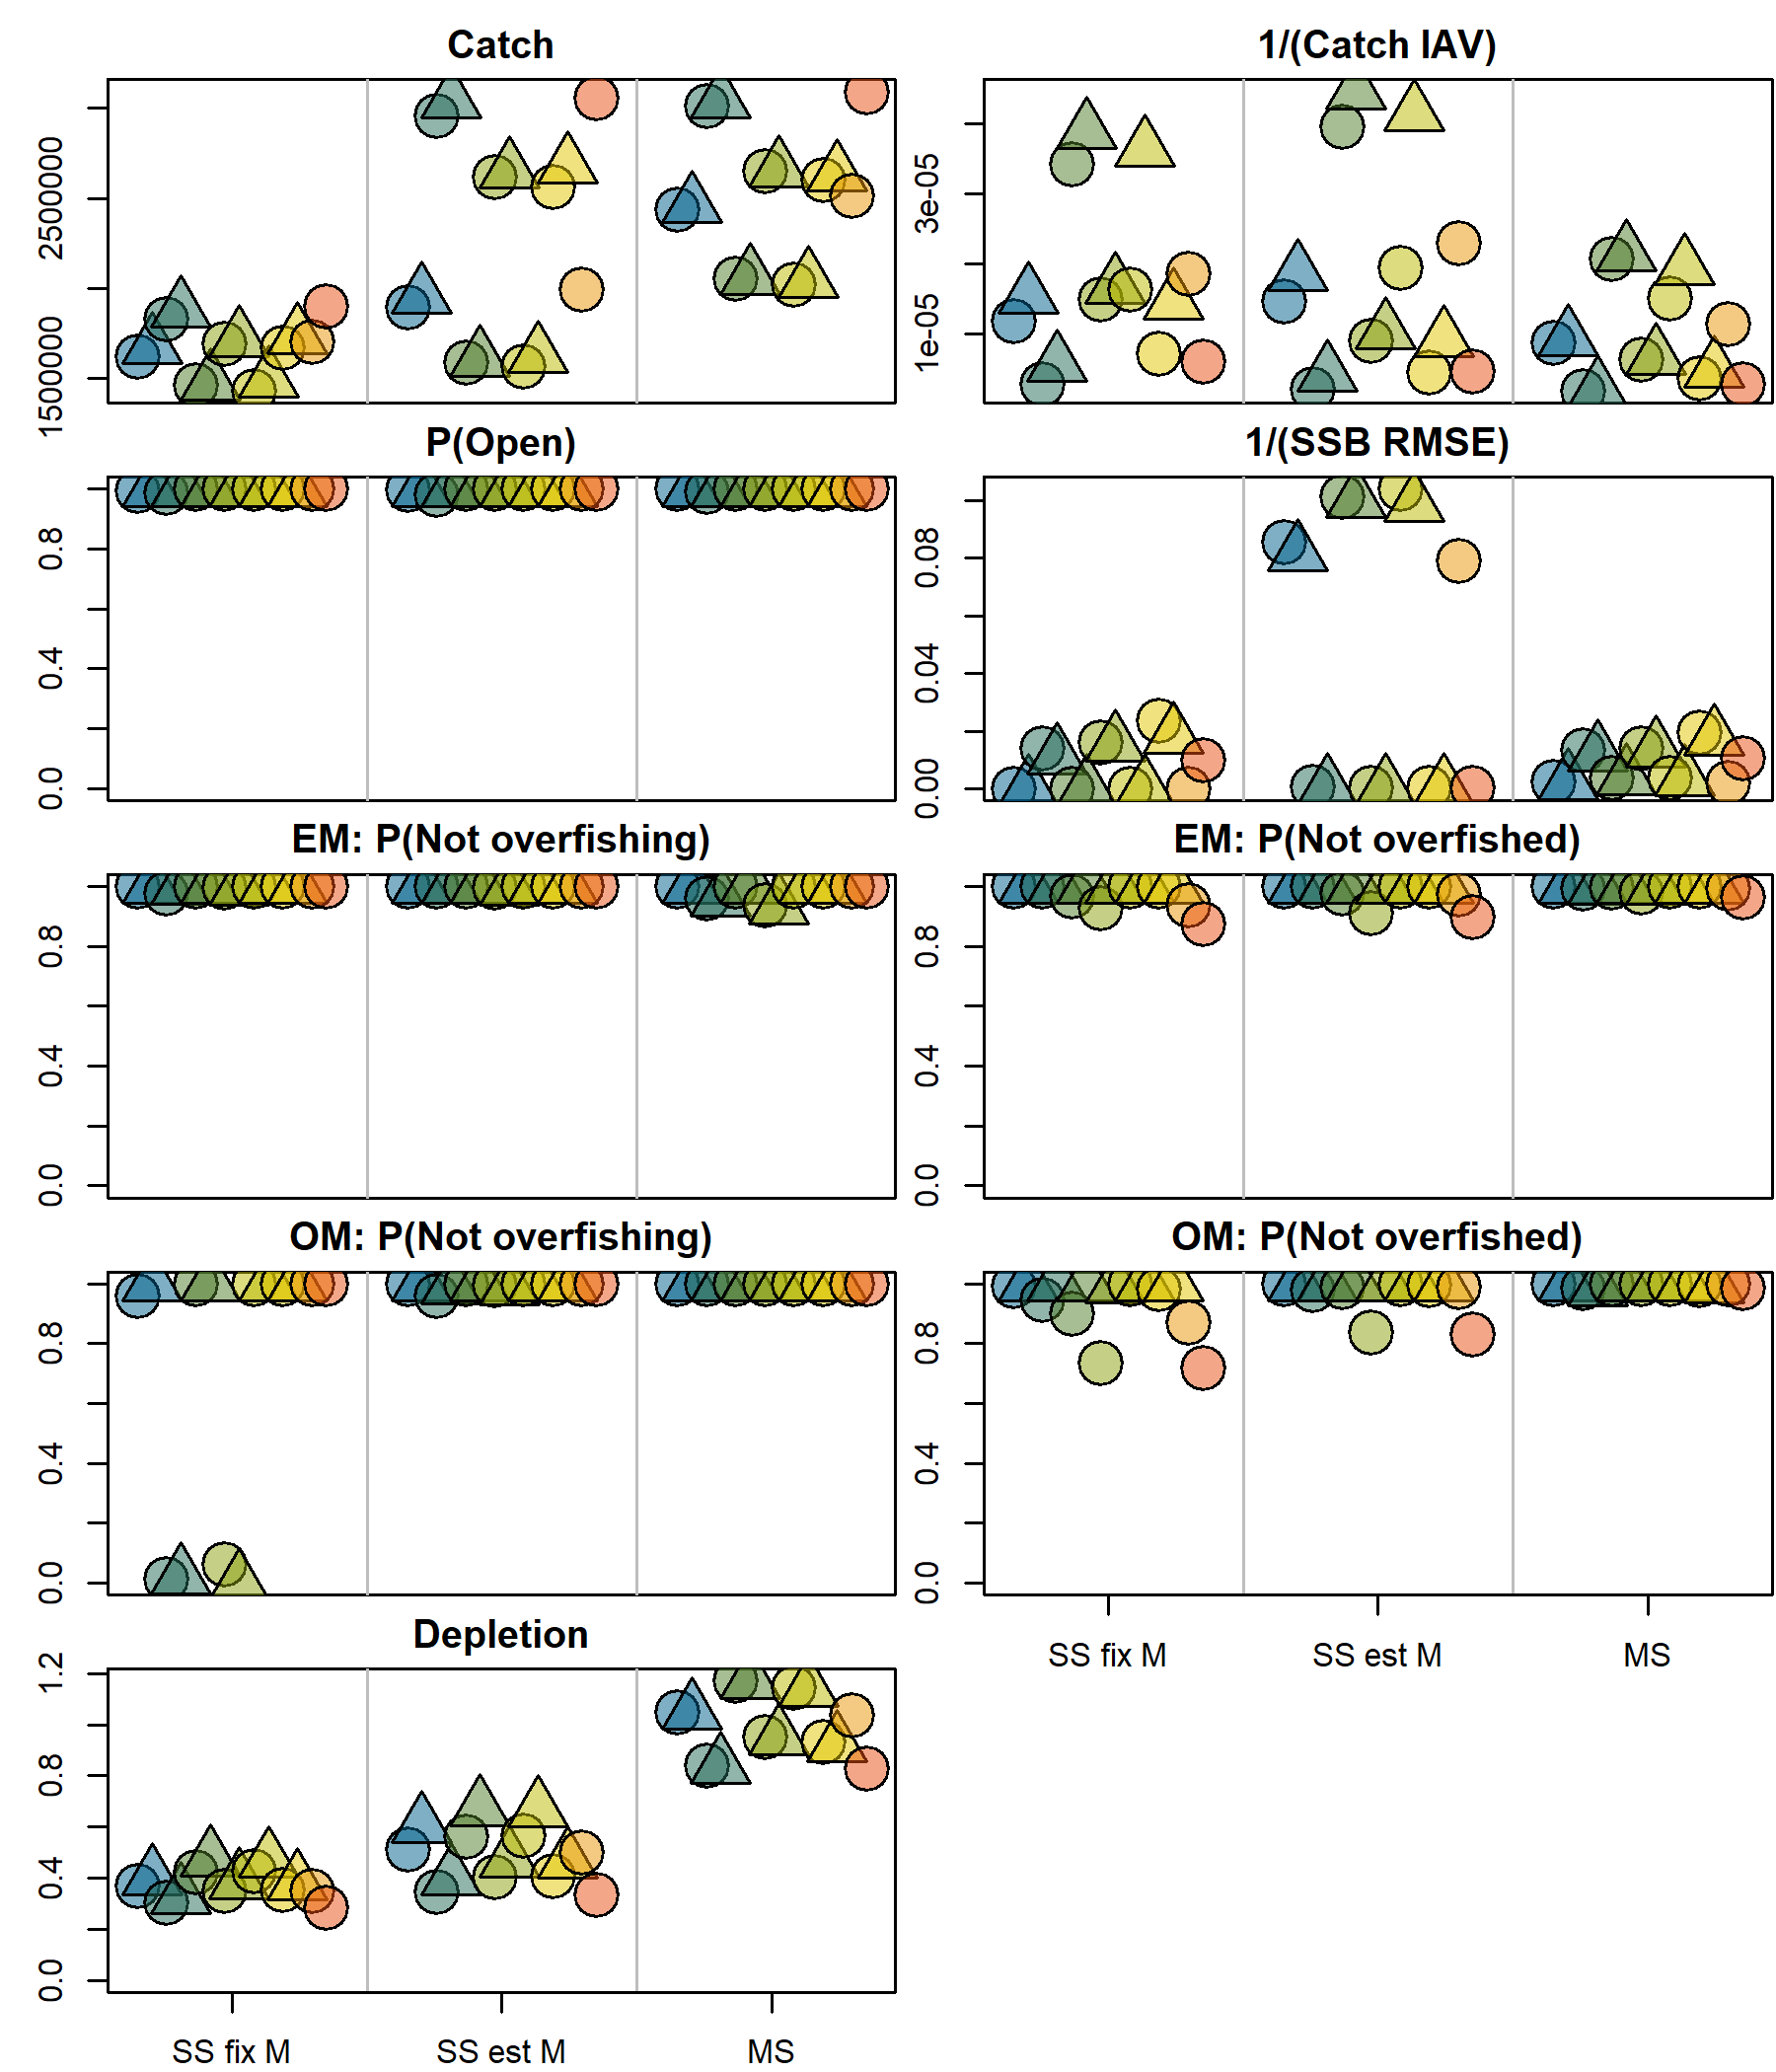 Catch
1500000
2500000
1/(Catch IAV)
1e-05
3e-05
P(Open)
0.0
0.4
0.8
1/(SSB RMSE)
0.00
0.04
0.08
EM: P(Not overfishing)
0.0
0.4
0.8
EM: P(Not overfished)
0.0
0.4
0.8
OM: P(Not overfishing)
0.0
0.4
0.8
OM: P(Not overfished)
0.0
0.4
0.8
SS fix M
SS est M
MS
Depletion
0.0
0.4
0.8
1.2
SS fix M
SS est M
MS